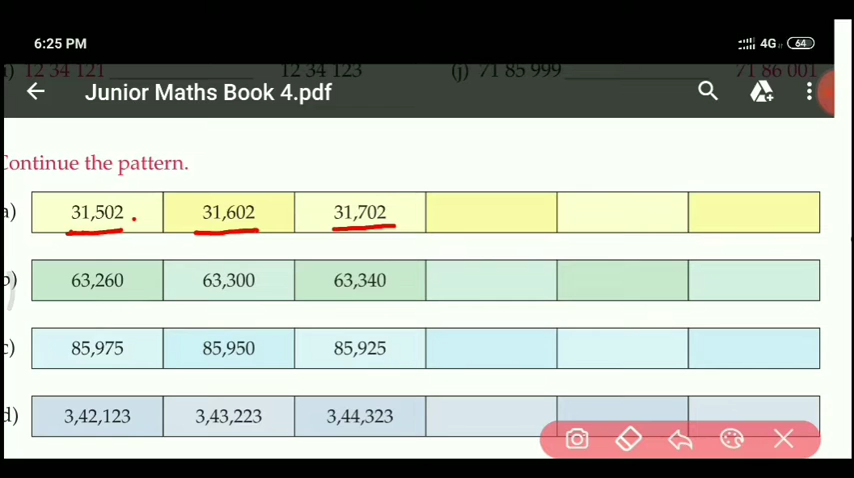 6:25 PM 4G 64
12 34 121 12 34 123 (j) 71 85 999 71 86 001
Junior Maths Book 4.pdf
Continue the pattern.
a) 31,502 31,602 31,702
b) 63,260 63,300 63,340
c) 85,975 85,950 85,925
d) 3,42,123 3,43,223 3,44,323